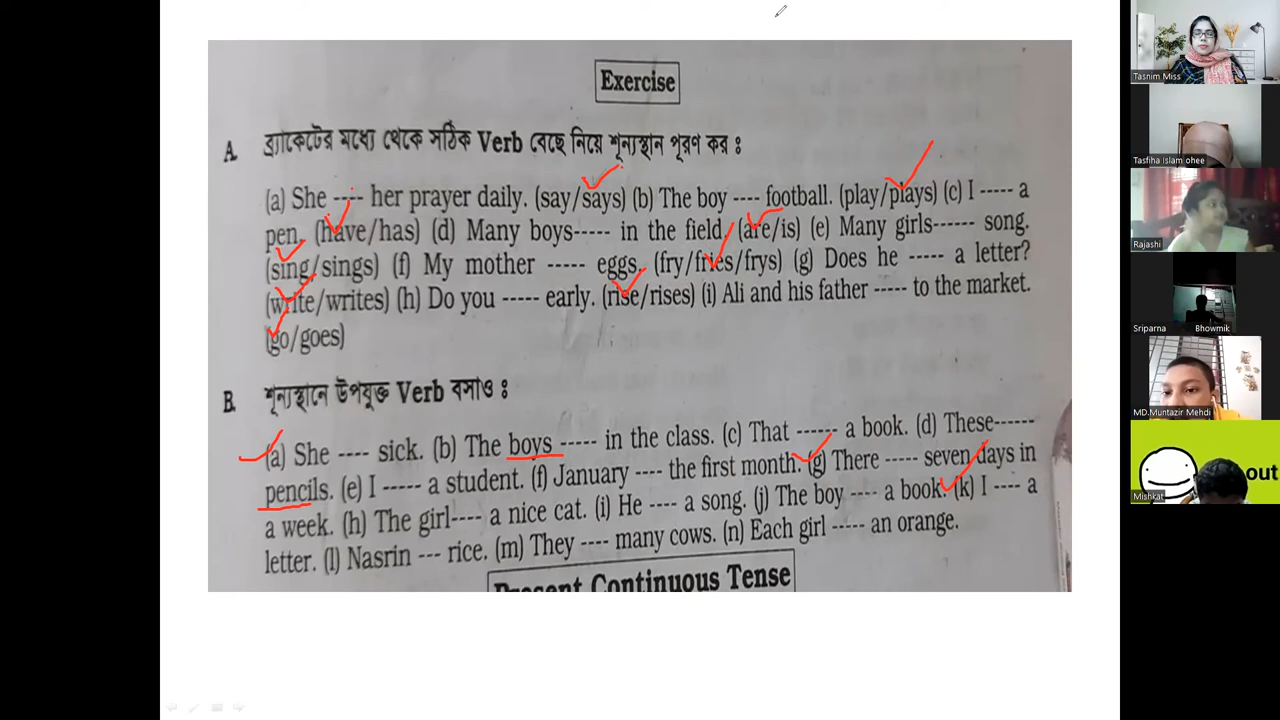 Exercise
A. ব্র্যাকেটের মধ্যে থেকে সঠিক Verb বেছে নিয়ে শূন্যস্থান পূরণ কর ঃ
(a) She ---- her prayer daily. (say/says) (b) The boy ---- football. (play/plays) (c) I ----- a
pen. (have/has) (d) Many boys----- in the field. (are/is) (e) Many girls------ song.
(sing/sings) (f) My mother ----- eggs. (fry/fries/frys) (g) Does he ----- a letter?
(write/writes) (h) Do you ----- early. (rise/rises) (i) Ali and his father ----- to the market.
(go/goes)
B. শূন্যস্থানে উপযুক্ত Verb বসাও ঃ
(a) She ---- sick. (b) The boys ----- in the class. (c) That ------ a book. (d) These------
pencils. (e) I ----- a student. (f) January ---- the first month. (g) There ----- seven days in
a week. (h) The girl---- a nice cat. (i) He ---- a song. (j) The boy ---- a book. (k) I ---- a
letter. (l) Nasrin --- rice. (m) They ---- many cows. (n) Each girl ----- an orange.
Present Continuous Tense
Tasnim Miss
Tasfiha Islam ohee
Rajashi
Sriparna Bhowmik
MD.Muntazir Mehdi
Mishkat
out